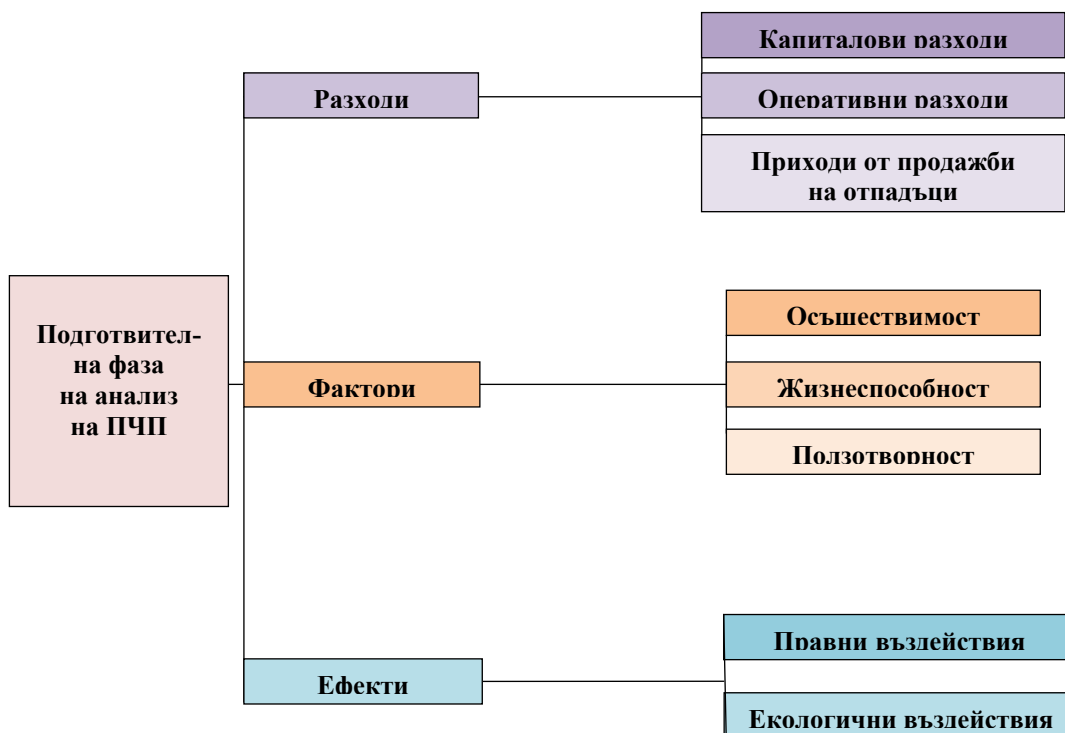 Капиталови разходи
Разходи
Оперативни разходи
Приходи от продажби
на отпадъци
Подготвител-
на фаза
на анализ
на ПЧП
Осъществимост
Фактори
Жизнеспособност
Ползотворност
Правни въздействия
Ефекти
Екологични въздействия